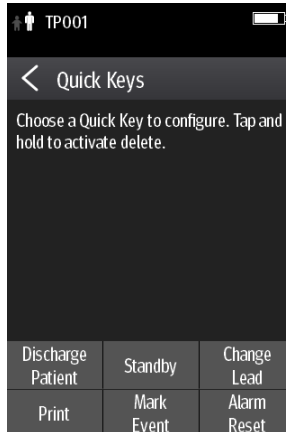 TP001
Quick Keys
Choose a Quick Key to configure. Tap and
hold to activate delete.
Discharge
Patient
Standby
Change
Lead
Print
Mark
Event
Alarm
Reset